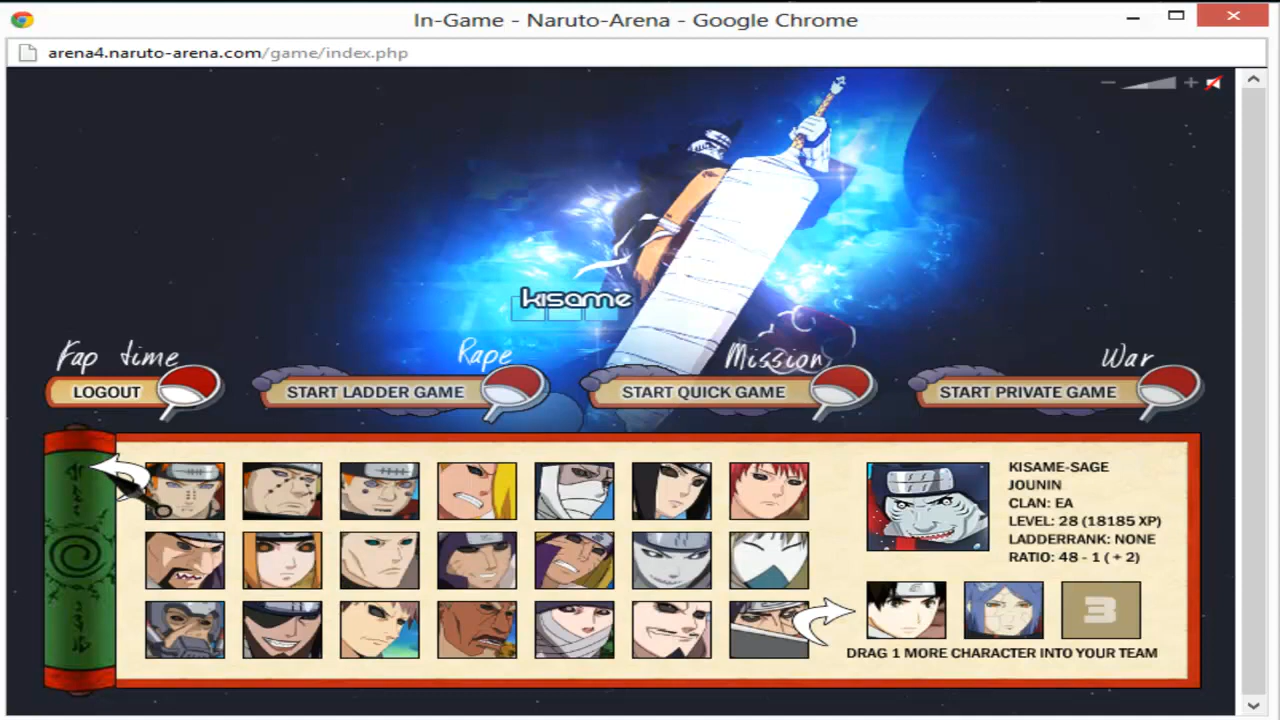 In-Game - Naruto-Arena - Google Chrome
arena4.naruto-arena.com/game/index.php
kisame
Fap time
Rape
Mission
War
LOGOUT
START LADDER GAME
START QUICK GAME
START PRIVATE GAME
KISAME-SAGE
JOUNIN
CLAN: EA
LEVEL: 28 (18185 XP)
LADDERRANK: NONE
RATIO: 48 - 1 ( + 2)
3
DRAG 1 MORE CHARACTER INTO YOUR TEAM